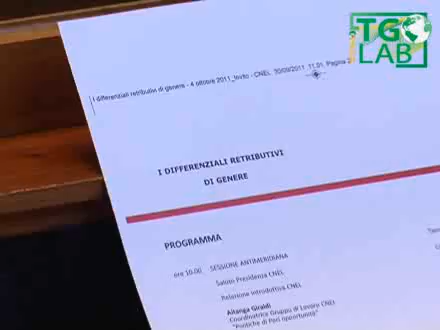 TG
LAB
I differenziali retributivi di genere - 4 ottobre 2011_Invito - CNEL 30/09/2011 11.01 Pagina 2
I DIFFERENZIALI RETRIBUTIVI
DI GENERE
PROGRAMMA
ore 10.00 SESSIONE ANTIMERIDIANA
Saluto Presidenza CNEL
Relazione introduttiva CNEL
Aitanga Giraldi
Coordinatrice Gruppo di Lavoro CNEL
"Politiche di Pari opportunità"